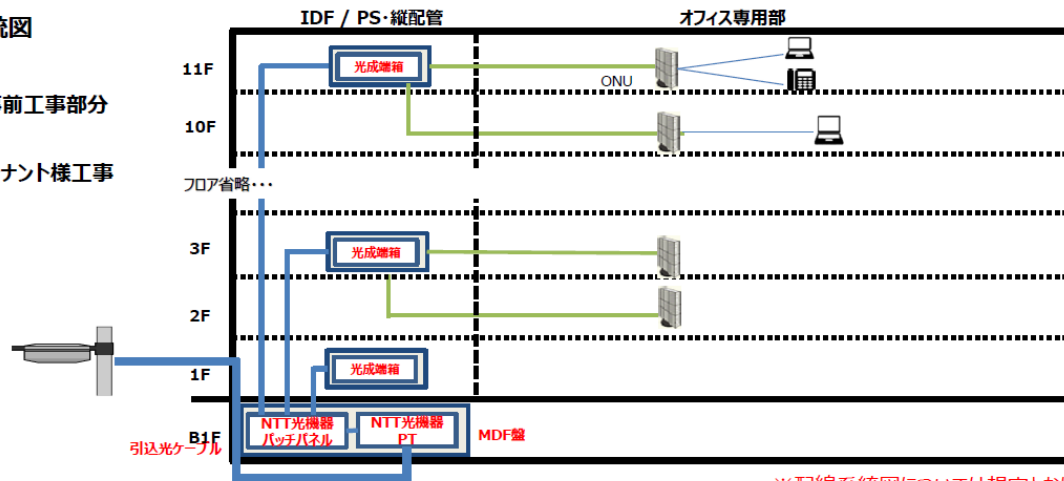 統図
IDF / PS・縦配管
オフィス専用部
11F
光成端箱
ONU
前工事部分
10F
ナント様工事
フロア省略・・・
3F
光成端箱
2F
1F
光成端箱
B1F
NTT光機器
パッチパネル
NTT光機器
PT
MDF盤
引込光ケーブル